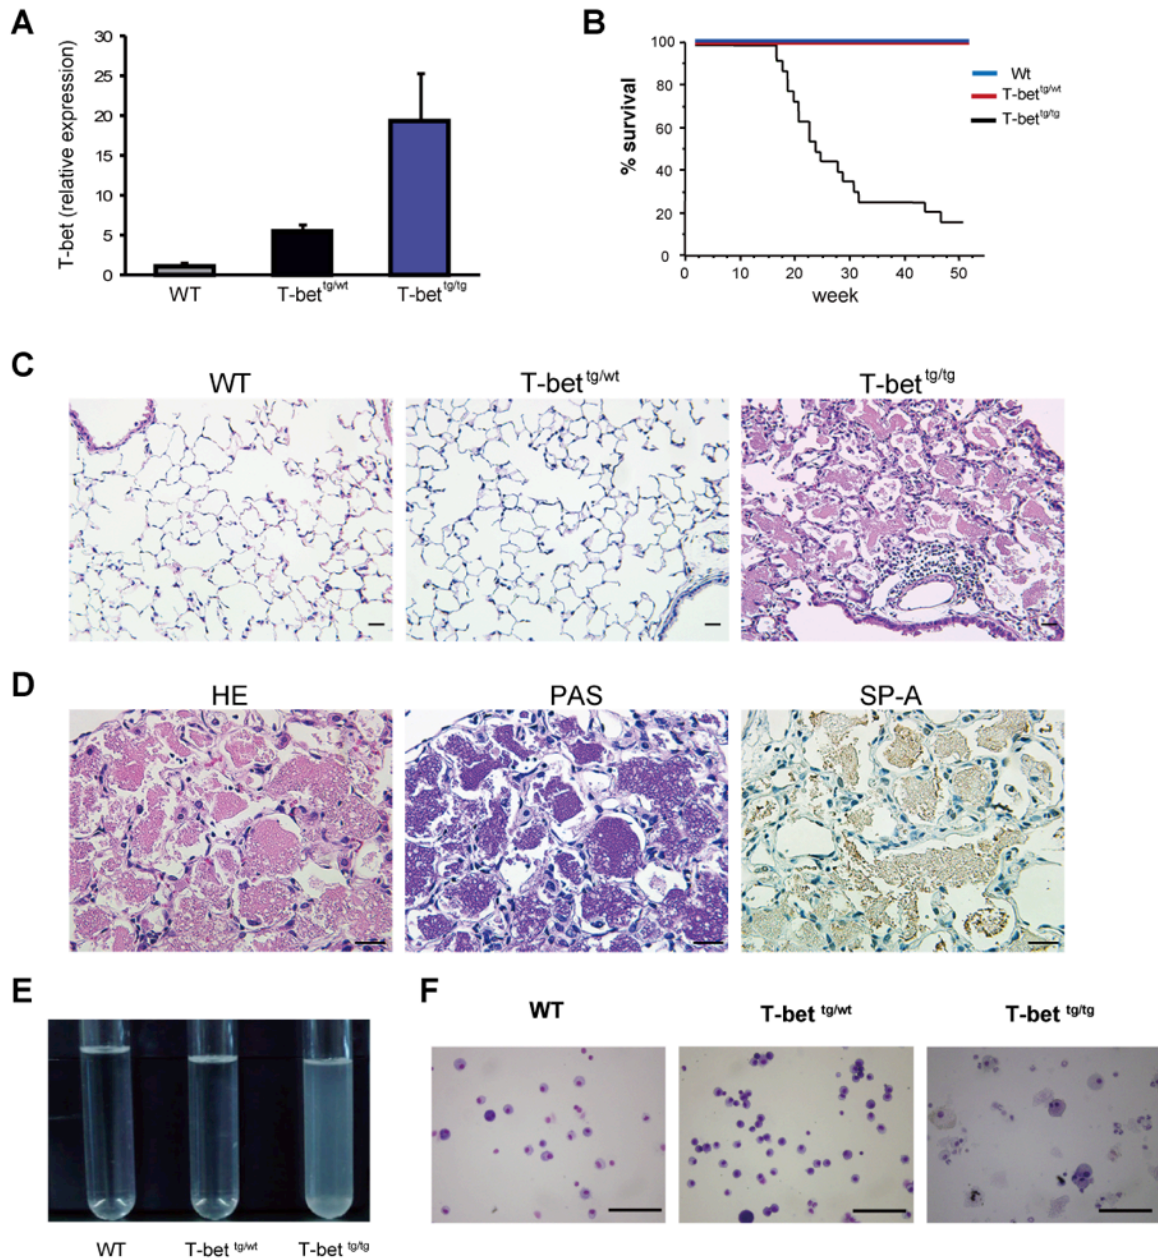 A
T-bet (relative expression)
30
25
20
15
10
5
0
WT
T-bet tg/wt
T-bet tg/tg
B
% survival
100
80
60
40
20
0
0
10
20
30
40
50
week
Wt
T-bet tg/wt
T-bet tg/tg
C
WT
T-bet tg/wt
T-bet tg/tg
D
HE
PAS
SP-A
E
WT
T-bet tg/wt
T-bet tg/tg
F
WT
T-bet tg/wt
T-bet tg/tg